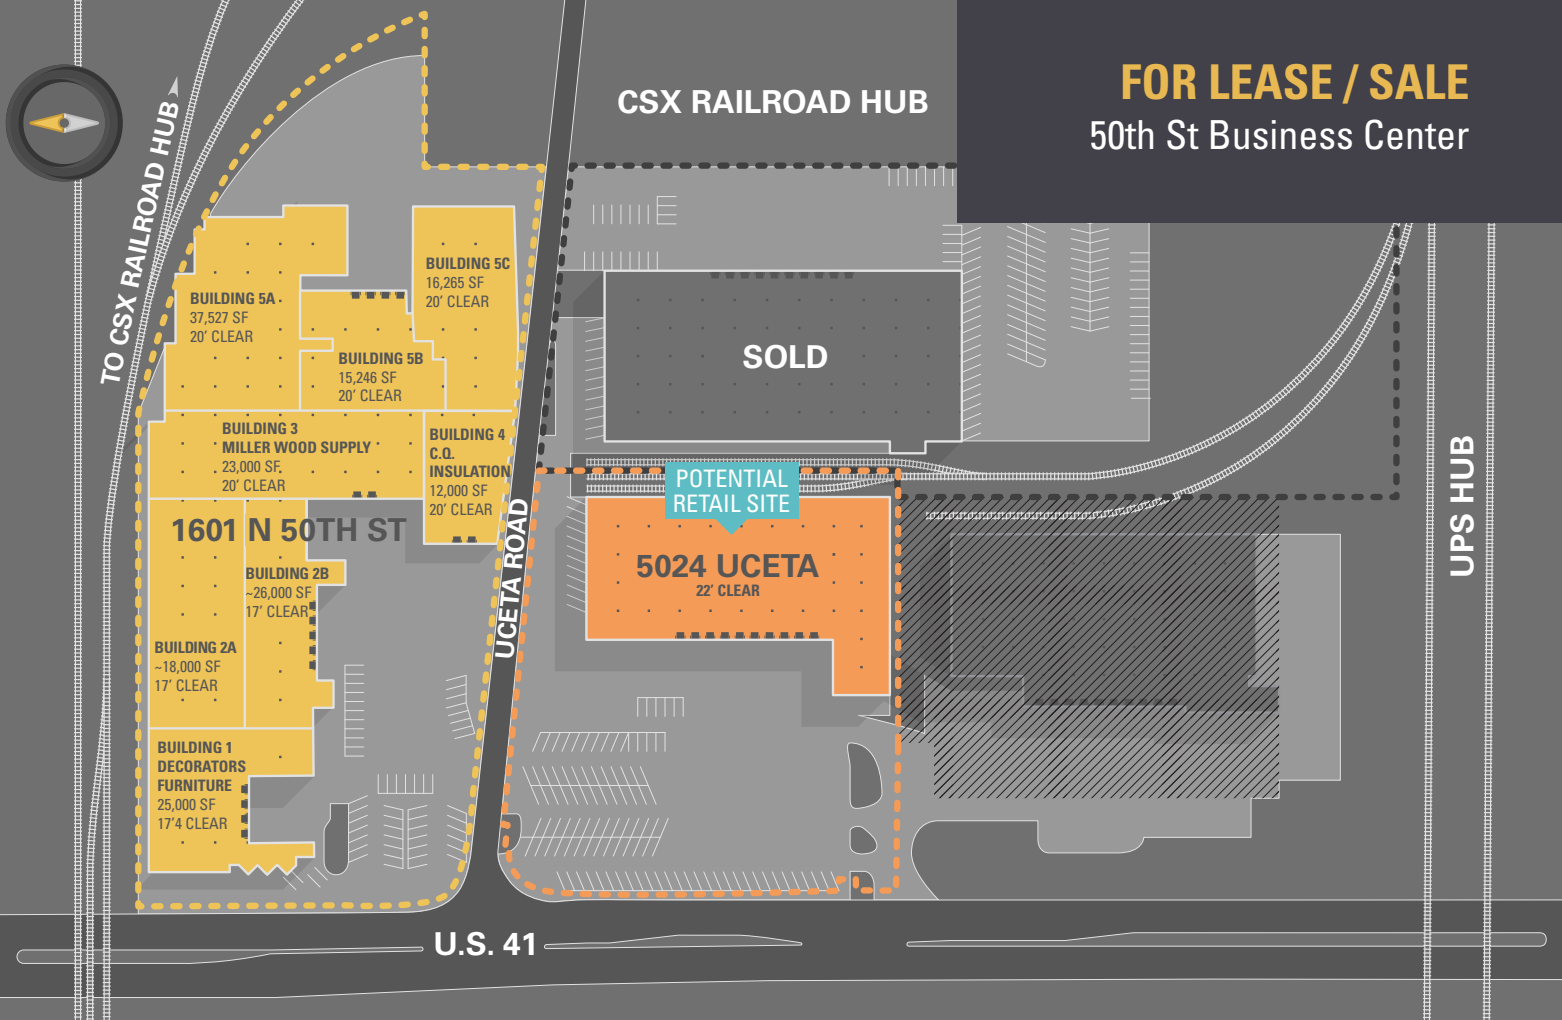 FOR LEASE / SALE
50th St Business Center
CSX RAILROAD HUB
TO CSX RAILROAD HUB
BUILDING 5C
16,265 SF
20’ CLEAR
BUILDING 5A
37,527 SF
20’ CLEAR
BUILDING 5B
15,246 SF
20’ CLEAR
SOLD
BUILDING 3
MILLER WOOD SUPPLY
23,000 SF
20’ CLEAR
BUILDING 4
C.Q.
INSULATION
12,000 SF
20’ CLEAR
POTENTIAL
RETAIL SITE
1601 N 50TH ST
UCETA ROAD
5024 UCETA
22’ CLEAR
UPS HUB
BUILDING 2B
~26,000 SF
17’ CLEAR
BUILDING 2A
~18,000 SF
17’ CLEAR
BUILDING 1
DECORATORS
FURNITURE
25,000 SF
17’4 CLEAR
U.S. 41